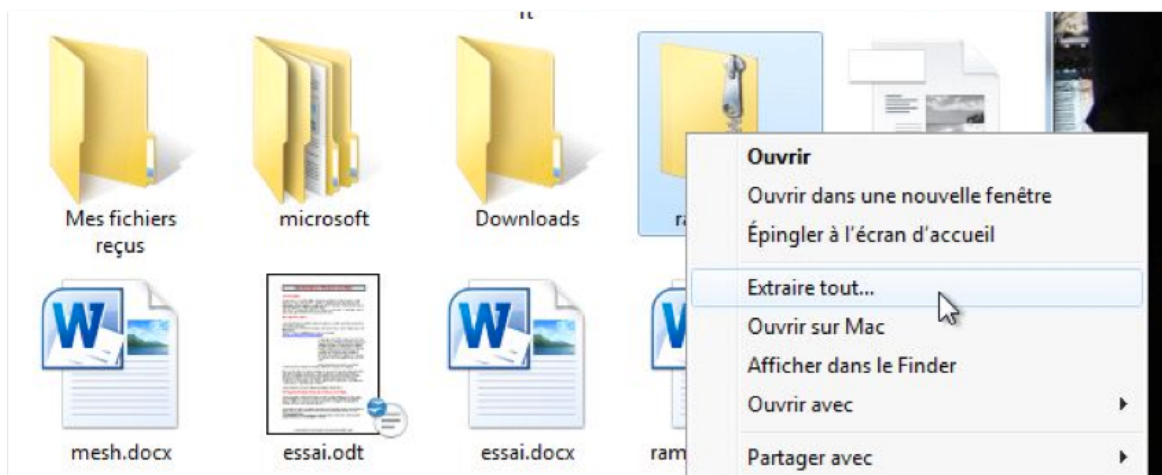 Mes fichiers
reçus
microsoft
Downloads
Ouvrir
Ouvrir dans une nouvelle fenêtre
Épingler à l'écran d'accueil
Extraire tout...
Ouvrir sur Mac
Afficher dans le Finder
Ouvrir avec
Partager avec
mesh.docx
essai.odt
essai.docx
ram